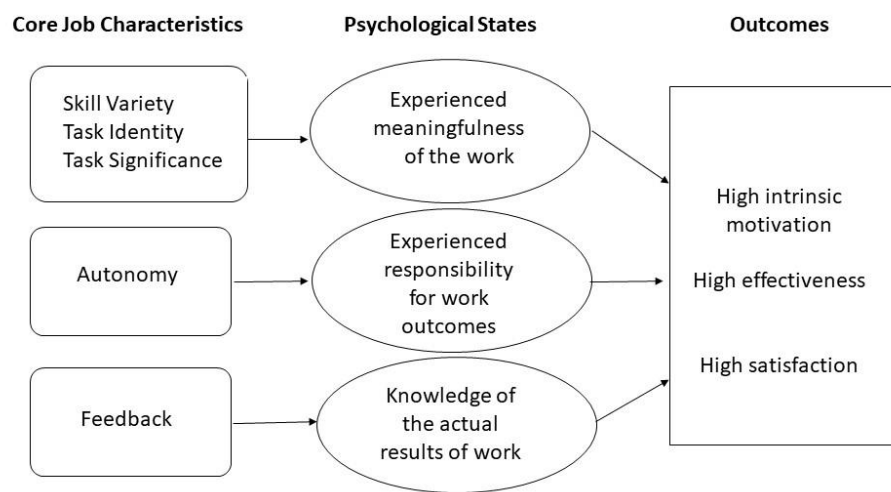 Core Job Characteristics
Psychological States
Outcomes
Skill Variety
Task Identity
Task Significance
Experienced
meaningfulness
of the work
Autonomy
Experienced
responsibility
for work
outcomes
Feedback
Knowledge of
the actual
results of work
High intrinsic
motivation
High effectiveness
High satisfaction